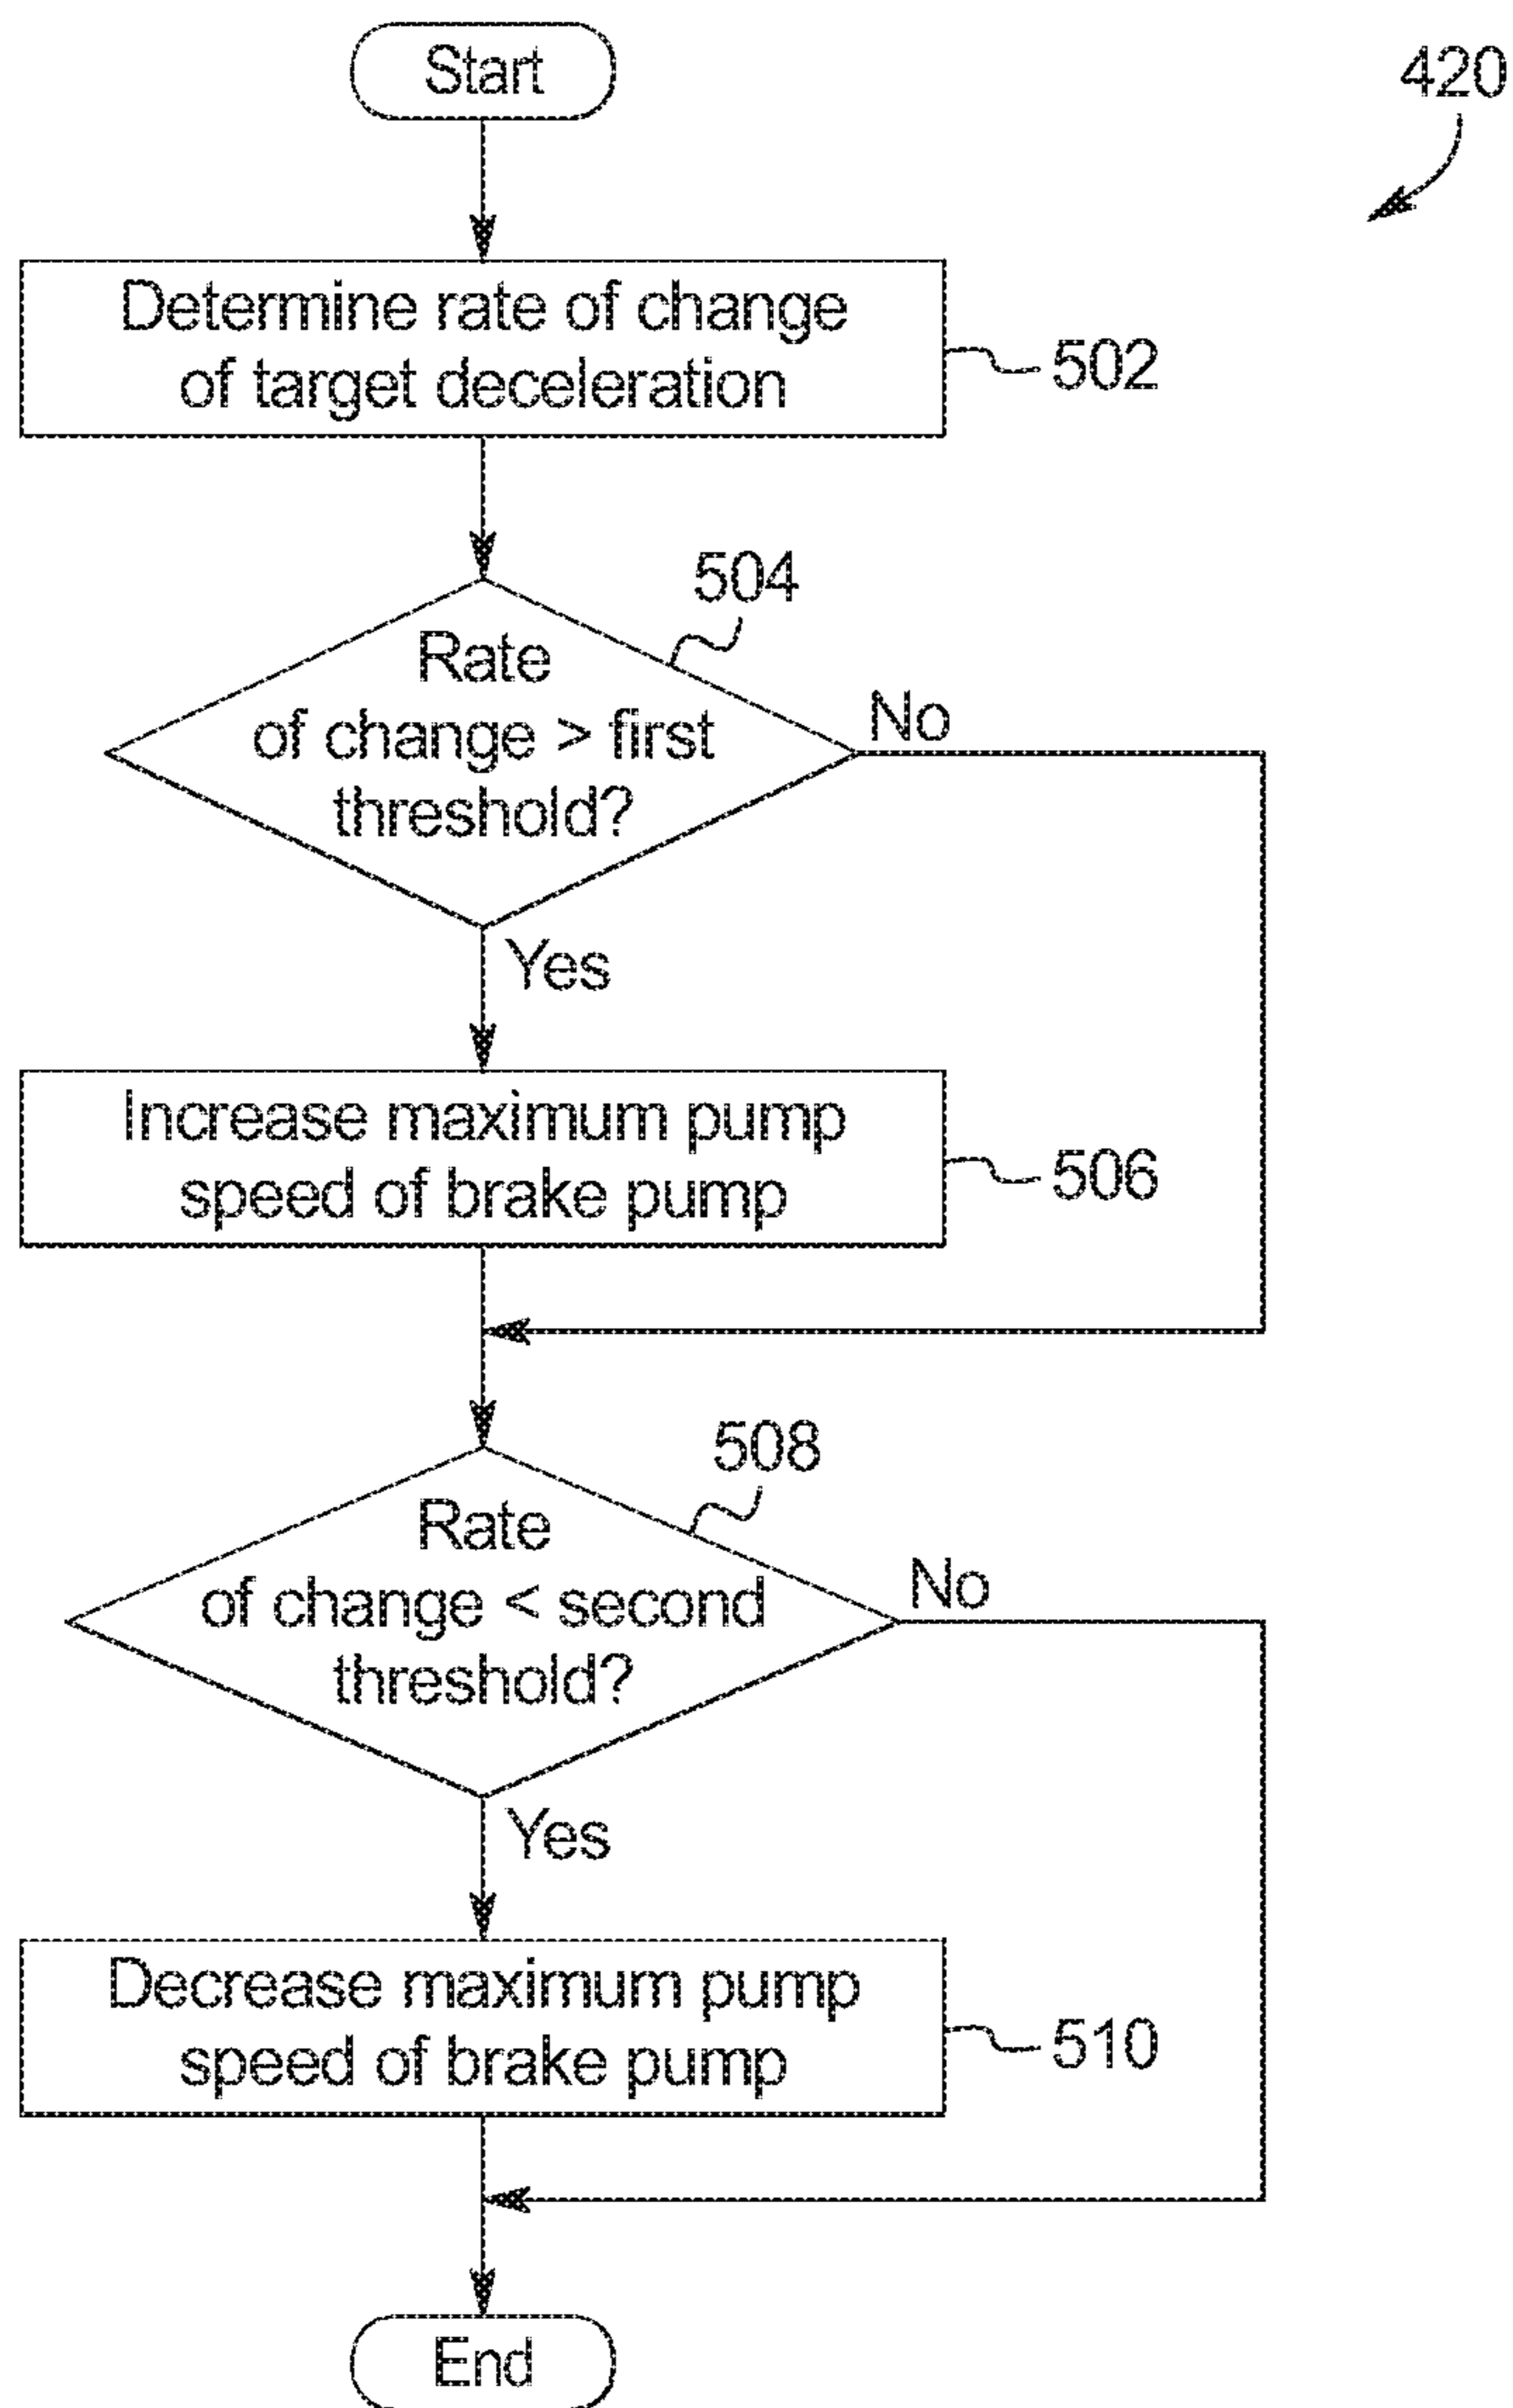 Start
420
Determine rate of change
of target deceleration
502
504
Rate
of change > first
threshold?
No
Yes
Increase maximum pump
speed of brake pump
506
508
Rate
of change < second
threshold?
No
Yes
Decrease maximum pump
speed of brake pump
510
End